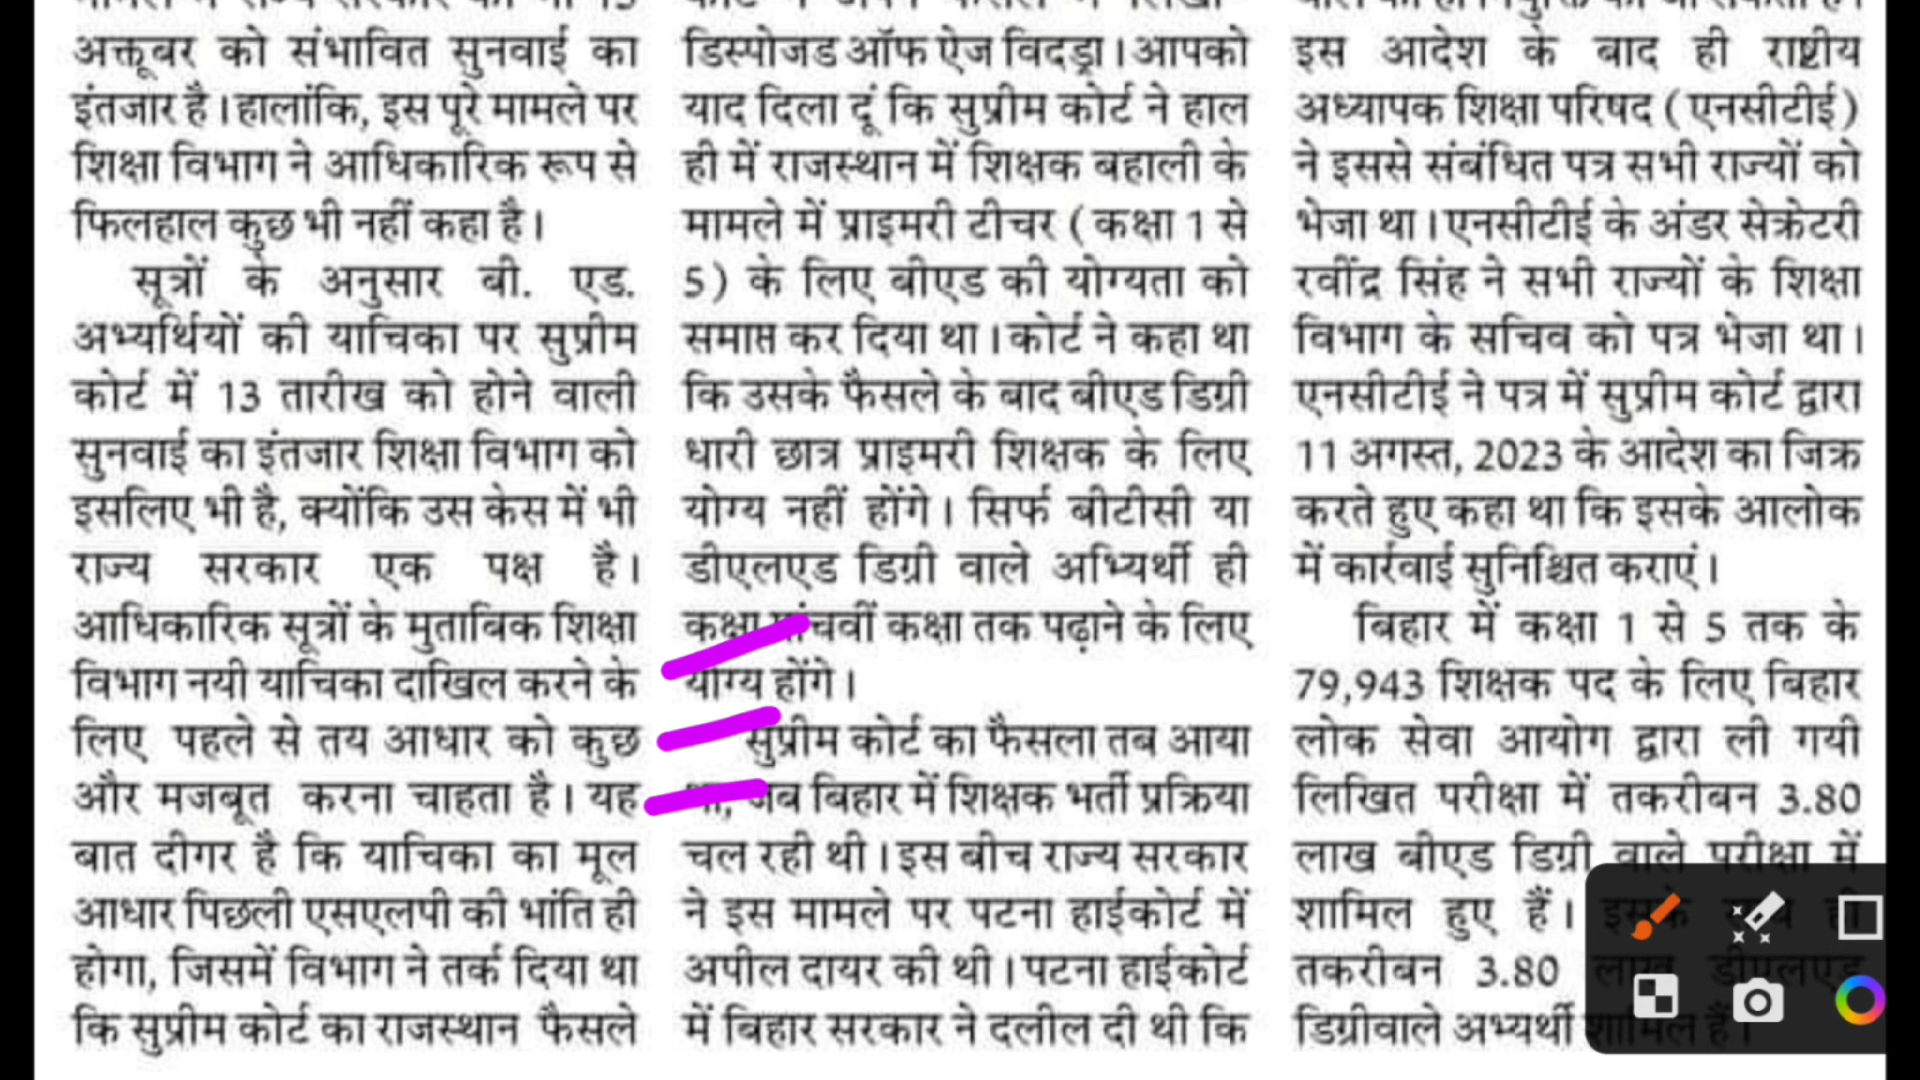 अक्तूबर को संभावित सुनवाई का
इंतजार है। हालांकि, इस पूरे मामले पर
शिक्षा विभाग ने आधिकारिक रूप से
फिलहाल कुछ भी नहीं कहा है।
सूत्रों के अनुसार बी. एड.
अभ्यर्थियों की याचिका पर सुप्रीम
कोर्ट में 13 तारीख को होने वाली
सुनवाई का इंतजार शिक्षा विभाग को
इसलिए भी है, क्योंकि उस केस में भी
राज्य सरकार एक पक्ष है।
आधिकारिक सूत्रों के मुताबिक शिक्षा
विभाग नयी याचिका दाखिल करने के
लिए पहले से तय आधार को कुछ
और मजबूत करना चाहता है। यह
बात दीगर है कि याचिका का मूल
आधार पिछली एसएलपी की भांति ही
होगा, जिसमें विभाग ने तर्क दिया था
कि सुप्रीम कोर्ट का राजस्थान फैसले
डिस्पोजड ऑफ ऐज विदड्रा। आपको
याद दिला दूं कि सुप्रीम कोर्ट ने हाल
ही में राजस्थान में शिक्षक बहाली के
मामले में प्राइमरी टीचर ( कक्षा 1 से
5) के लिए बीएड की योग्यता को
समाप्त कर दिया था। कोर्ट ने कहा था
कि उसके फैसले के बाद बीएड डिग्री
धारी छात्र प्राइमरी शिक्षक के लिए
योग्य नहीं होंगे। सिर्फ बीटीसी या
डीएलएड डिग्री वाले अभ्यर्थी ही
कक्षा पांचवीं कक्षा तक पढ़ाने के लिए
योग्य होंगे।
सुप्रीम कोर्ट का फैसला तब आया
था, जब बिहार में शिक्षक भर्ती प्रक्रिया
चल रही थी। इस बीच राज्य सरकार
ने इस मामले पर पटना हाईकोर्ट में
अपील दायर की थी। पटना हाईकोर्ट
में बिहार सरकार ने दलील दी थी कि
इस आदेश के बाद ही राष्ट्रीय
अध्यापक शिक्षा परिषद ( एनसीटीई)
ने इससे संबंधित पत्र सभी राज्यों को
भेजा था। एनसीटीई के अंडर सेक्रेटरी
रवींद्र सिंह ने सभी राज्यों के शिक्षा
विभाग के सचिव को पत्र भेजा था।
एनसीटीई ने पत्र में सुप्रीम कोर्ट द्वारा
11 अगस्त, 2023 के आदेश का जिक्र
करते हुए कहा था कि इसके आलोक
में कार्रवाई सुनिश्चित कराएं।
बिहार में कक्षा 1 से 5 तक के
79,943 शिक्षक पद के लिए बिहार
लोक सेवा आयोग द्वारा ली गयी
लिखित परीक्षा में तकरीबन 3.80
लाख बीएड डिग्री वाले परीक्षा में
शामिल हुए हैं। इसके साथ ही
तकरीबन 3.80 लाख डीएलएड
डिग्रीवाले अभ्यर्थी शामिल हैं।